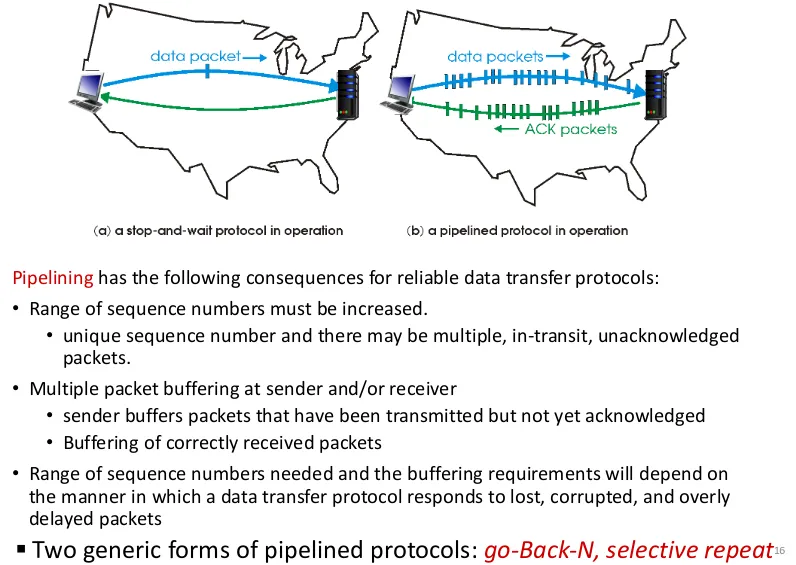 data packet
data packets
ACK packets
(a) a stop-and-wait protocol in operation
(b) a pipelined protocol in operation
Pipelining has the following consequences for reliable data transfer protocols:
• Range of sequence numbers must be increased.
• unique sequence number and there may be multiple, in-transit, unacknowledged
packets.
• Multiple packet buffering at sender and/or receiver
• sender buffers packets that have been transmitted but not yet acknowledged
• Buffering of correctly received packets
• Range of sequence numbers needed and the buffering requirements will depend on
the manner in which a data transfer protocol responds to lost, corrupted, and overly
delayed packets
▪ Two generic forms of pipelined protocols: go-Back-N, selective repeat
16